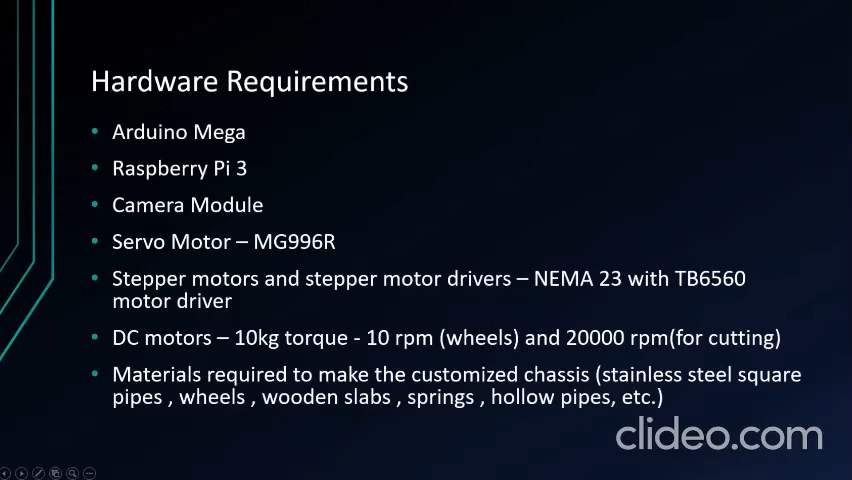 Hardware Requirements
• Arduino Mega
• Raspberry Pi 3
• Camera Module
• Servo Motor – MG996R
• Stepper motors and stepper motor drivers – NEMA 23 with TB6560
motor driver
• DC motors – 10kg torque - 10 rpm (wheels) and 20000 rpm(for cutting)
• Materials required to make the customized chassis (stainless steel square
pipes , wheels , wooden slabs , springs , hollow pipes, etc.)
clideo.com